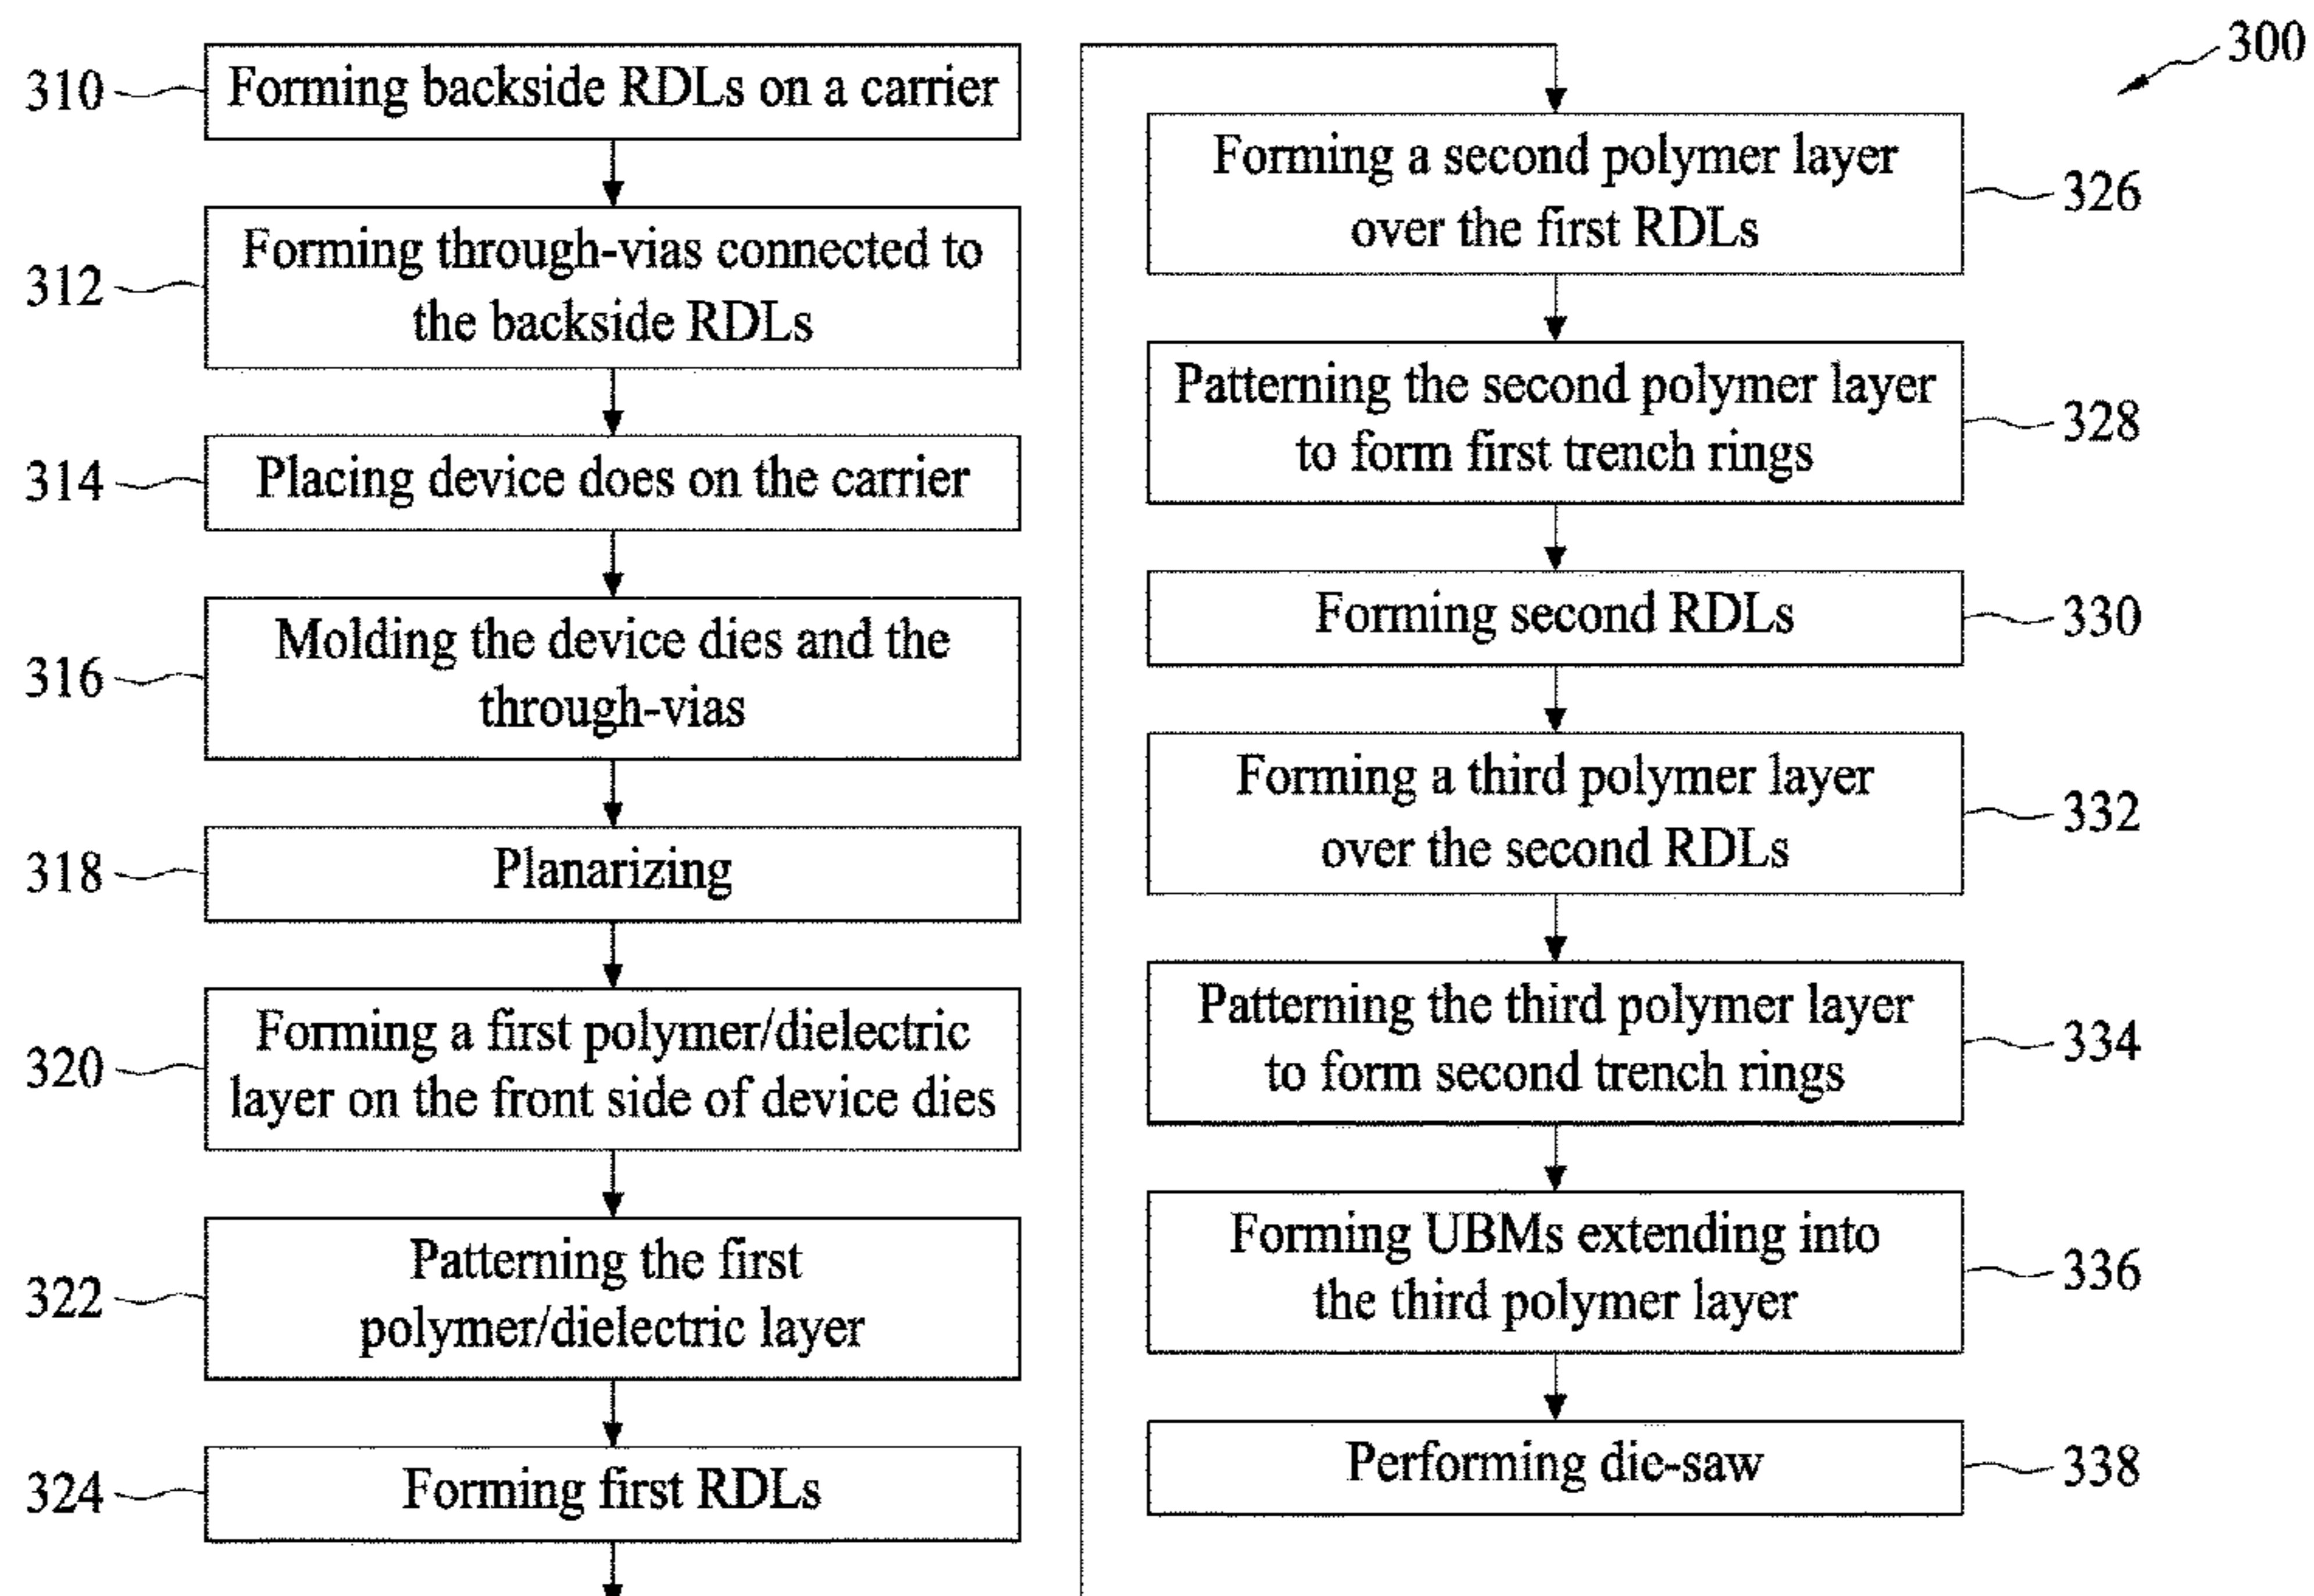 300
310
Forming backside RDLs on a carrier
312
Forming through-vias connected to
the backside RDLs
314
Placing device does on the carrier
316
Molding the device dies and the
through-vias
318
Planarizing
320
Forming a first polymer/dielectric
layer on the front side of device dies
322
Patterning the first
polymer/dielectric layer
324
Forming first RDLs
Forming a second polymer layer
over the first RDLs
326
Patterning the second polymer layer
to form first trench rings
328
Forming second RDLs
330
Forming a third polymer layer
over the second RDLs
332
Patterning the third polymer layer
to form second trench rings
334
Forming UBMs extending into
the third polymer layer
336
Performing die-saw
338